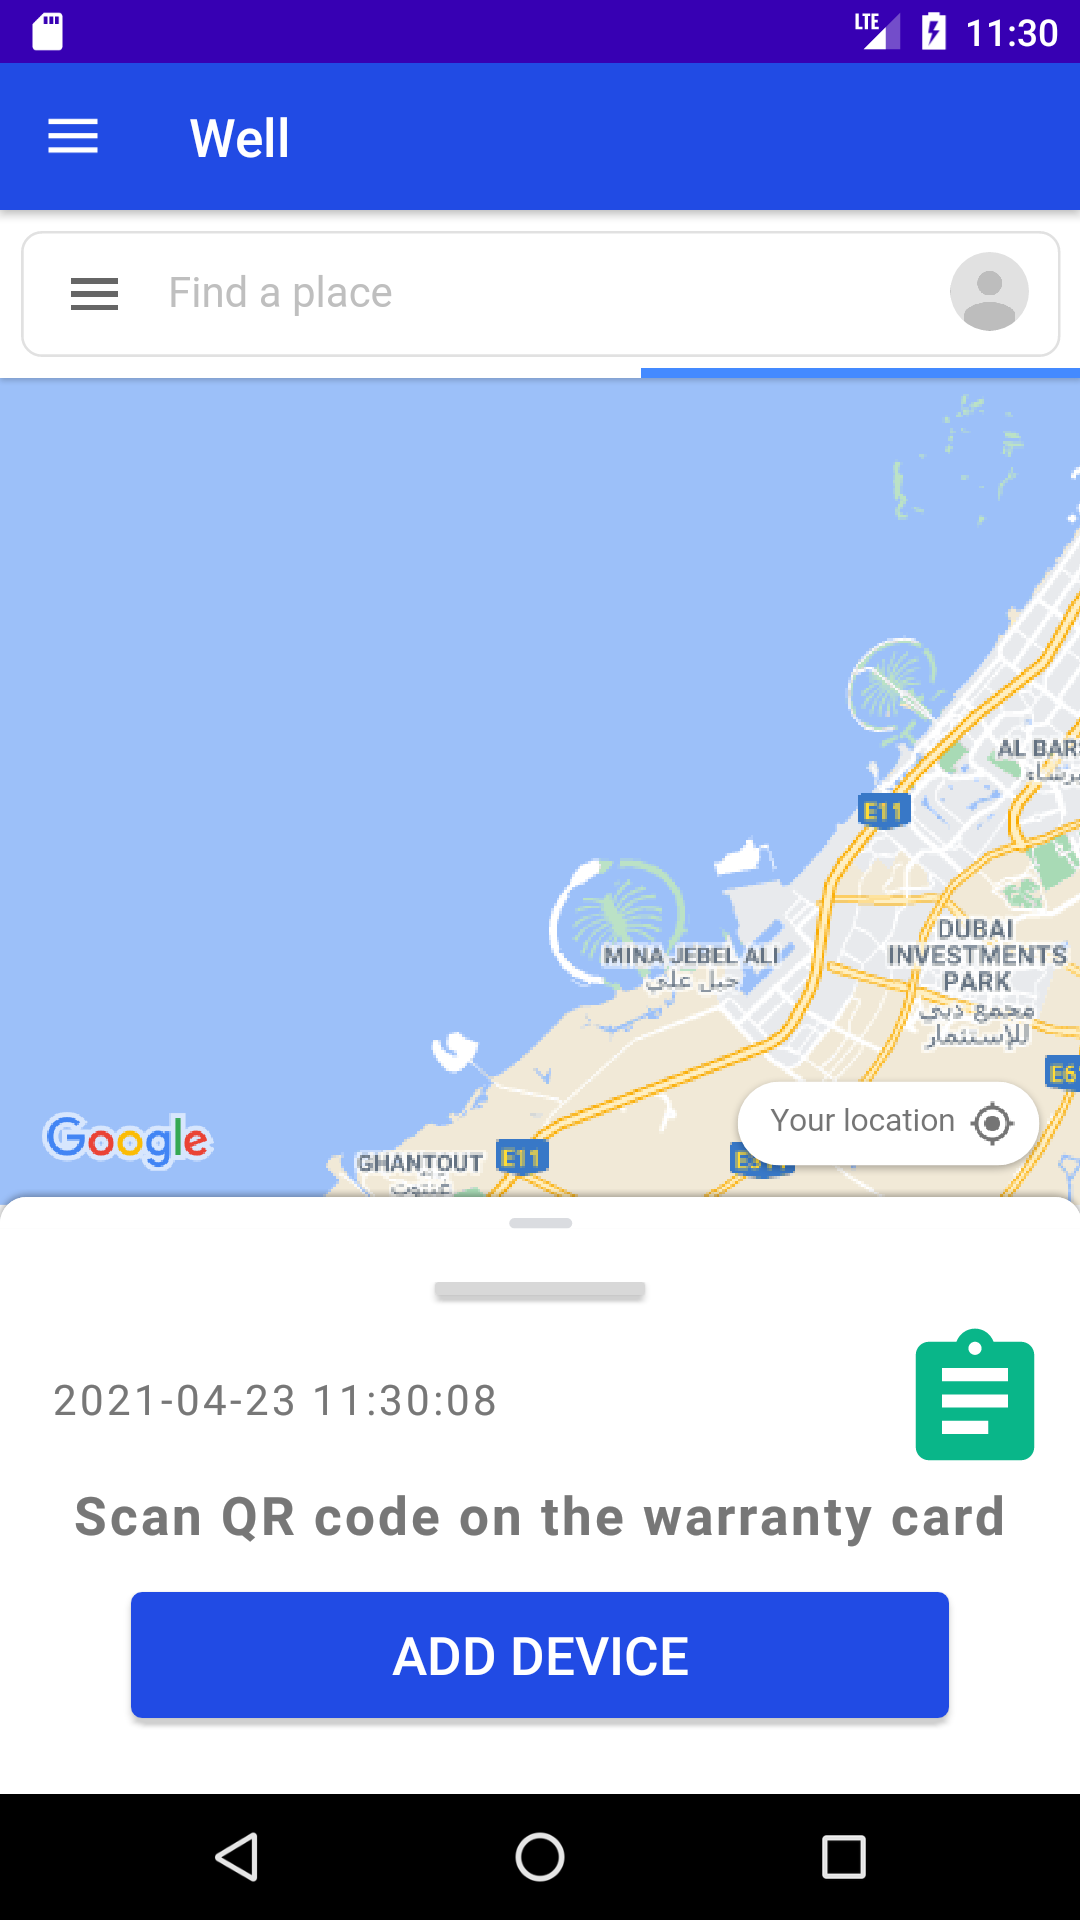 LTE 11:30
Well
Find a place
AL BAR
E11
MINA JEBEL ALI
جبل علي
DUBAI
INVESTMENTS
PARK
مجمع دبي
للإستثمار
E6
Your location
Google
GHANTOUT
غنتوت
E11
2021-04-23 11:30:08
Scan QR code on the warranty card
ADD DEVICE